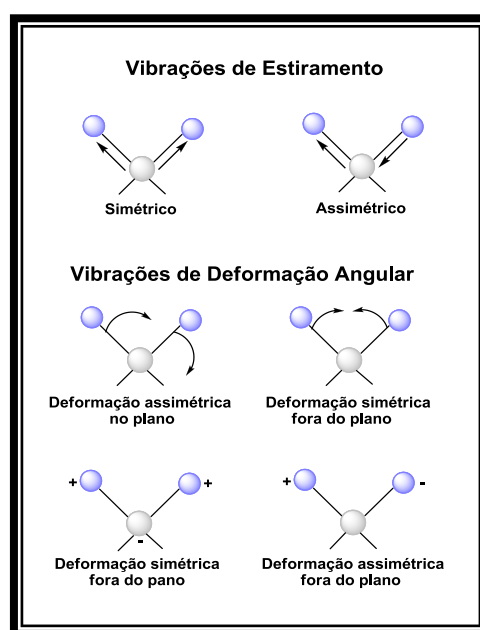 Vibrações de Estiramento
Simétrico
Assimétrico
Vibrações de Deformação Angular
Deformação assimétrica
no plano
Deformação simétrica
fora do plano
+ +
-
Deformação simétrica
fora do pano
+ -
Deformação assimétrica
fora do plano